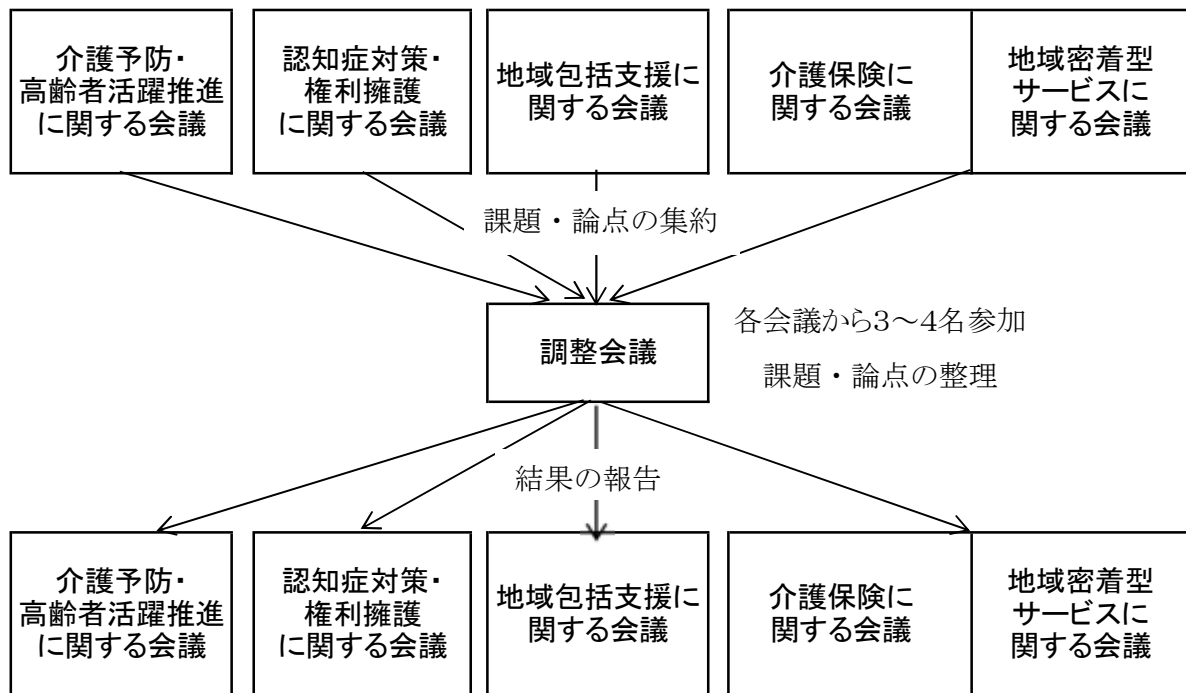 介護予防・
高齢者活躍推進
に関する会議
認知症対策・
権利擁護
に関する会議
地域包括支援に
関する会議
介護保険に
関する会議
地域密着型
サービスに
関する会議
課題・論点の集約
調整会議
各会議から3～4名参加
課題・論点の整理
結果の報告
介護予防・
高齢者活躍推進
に関する会議
認知症対策・
権利擁護
に関する会議
地域包括支援に
関する会議
介護保険に
関する会議
地域密着型
サービスに
関する会議